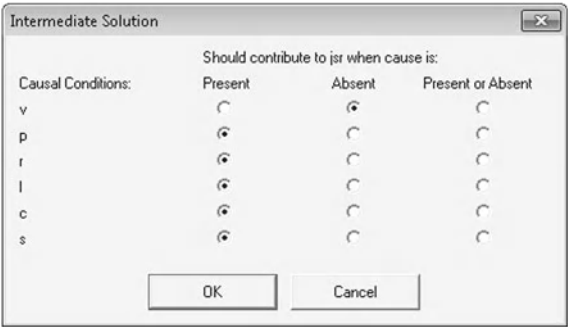 Intermediate Solution
Should contribute to jsr when cause is:
Causal Conditions: Present Absent Present or Absent
v
p
r
l
c
s
OK Cancel